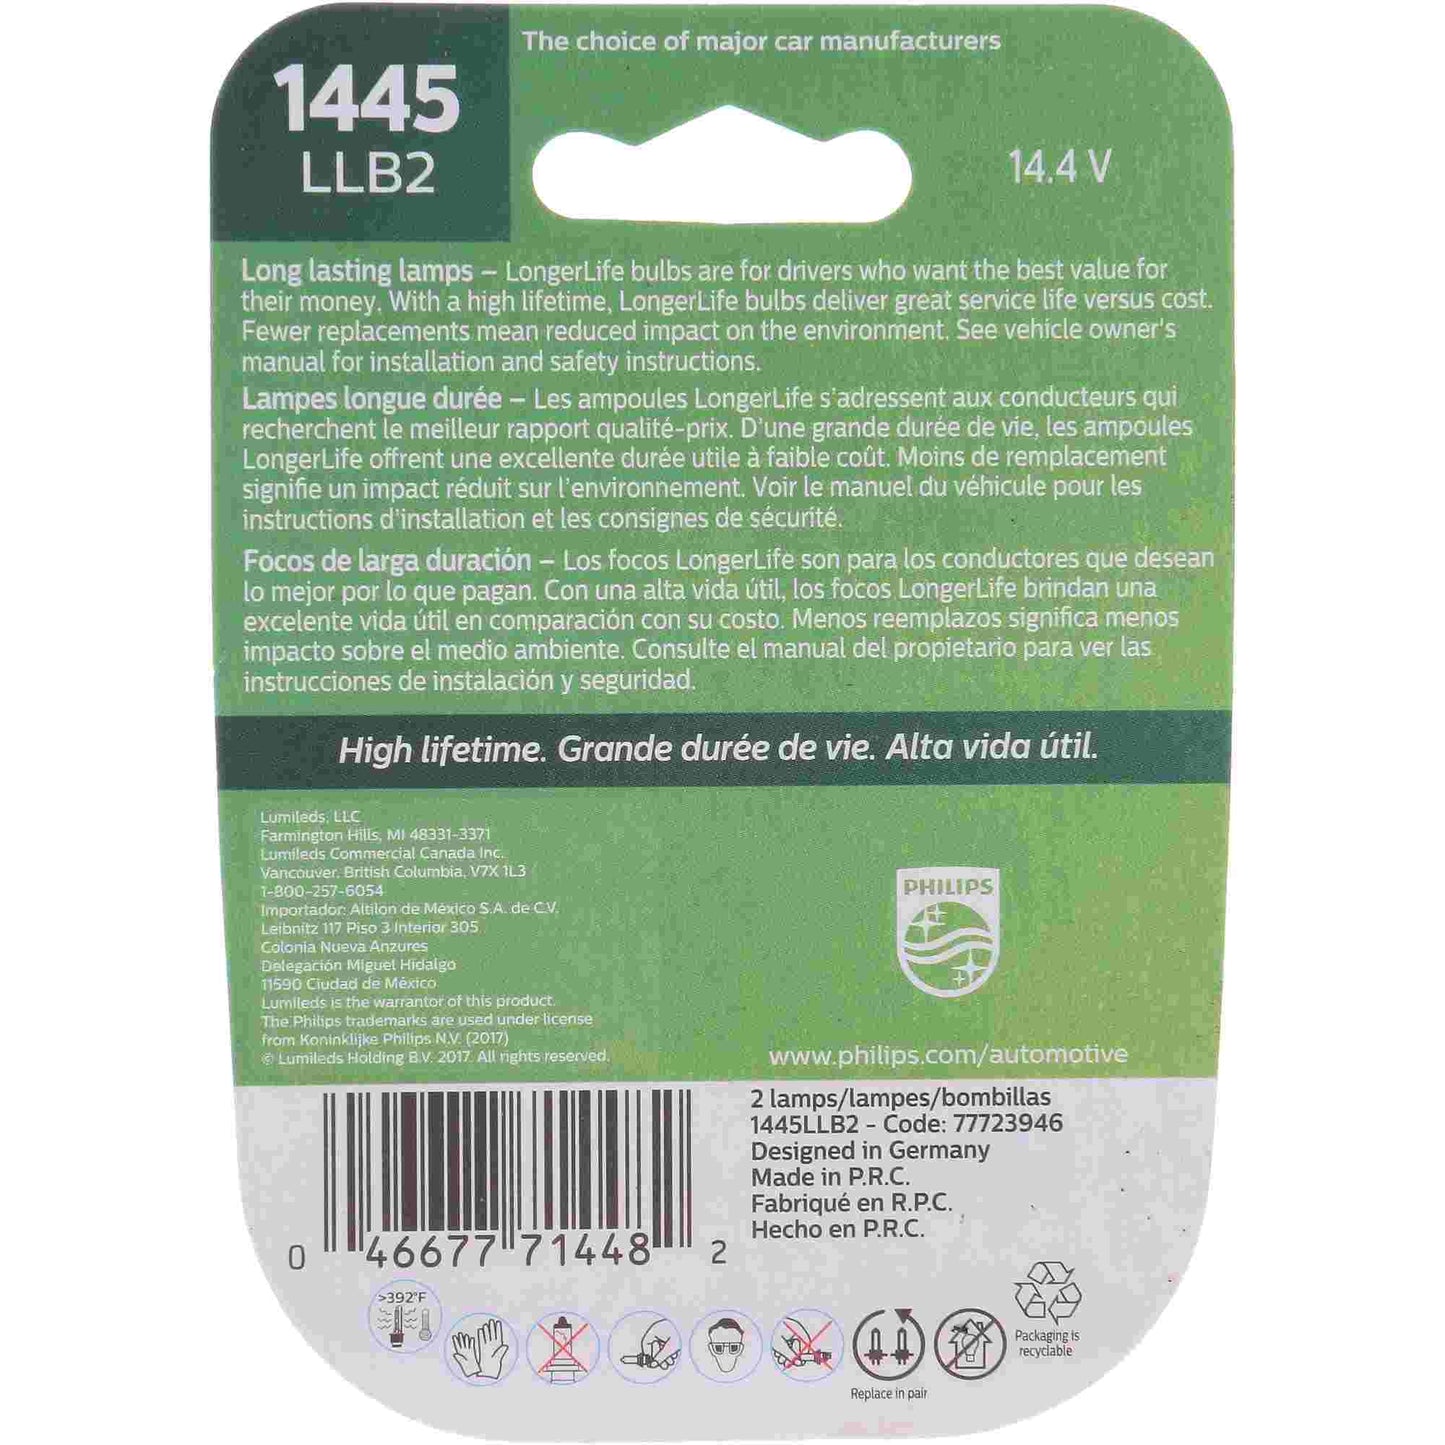 The choice of major car manufacturers
1445
LLB2
14.4 V
Long lasting lamps – LongerLife bulbs are for drivers who want the best value for
their money. With a high lifetime, LongerLife bulbs deliver great service life versus cost.
Fewer replacements mean reduced impact on the environment. See vehicle owner's
manual for installation and safety instructions.
Lampes longue durée – Les ampoules LongerLife s'adressent aux conducteurs qui
recherchent le meilleur rapport qualité-prix. D'une grande durée de vie, les ampoules
LongerLife offrent une excellente durée utile à faible coût. Moins de remplacement
signifie un impact réduit sur l'environnement. Voir le manuel du véhicule pour les
instructions d'installation et les consignes de sécurité.
Focos de larga duración – Los focos LongerLife son para los conductores que desean
lo mejor por lo que pagan. Con una alta vida útil, los focos LongerLife brindan una
excelente vida útil en comparación con su costo. Menos reemplazos significa menos
impacto sobre el medio ambiente. Consulte el manual del propietario para ver las
instrucciones de instalación y seguridad.
High lifetime. Grande durée de vie. Alta vida útil.
Lumileds, LLC
Farmington Hills, MI 48331-3371
Lumileds Commercial Canada Inc.
Vancouver, British Columbia, V7X 1L3
1-800-257-6054
Importador: Altilon de México S.A. de C.V.
Leibnitz 117 Piso 3 Interior 305
Colonia Nueva Anzures
Delegación Miguel Hidalgo
11590 Ciudad de México
Lumileds is the warrantor of this product.
The Philips trademarks are used under license
from Koninklijke Philips N.V. (2017)
© Lumileds Holding B.V. 2017. All rights reserved.
PHILIPS
www.philips.com/automotive
2 lamps/lampes/bombillas
1445LLB2 - Code: 77723946
Designed in Germany
Made in P.R.C.
Fabriqué en R.P.C.
Hecho en P.R.C.
0 46677 71448 2
>392°F
Replace in pair
Packaging is
recyclable